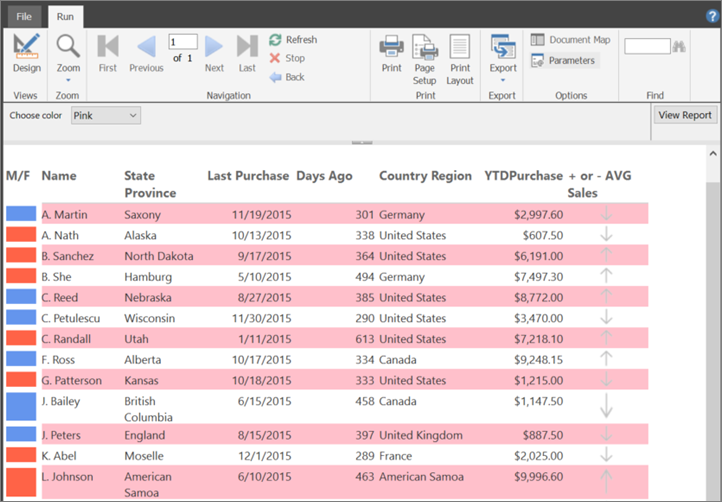 File Run
Design
Zoom
First
Previous
1
of 1
Next
Last
Refresh
Stop
Back
Print
Page
Setup
Print
Layout
Export
Document Map
Parameters
Views Zoom Navigation Print Export Options Find
Choose color Pink View Report
M/F Name State Last Purchase Days Ago Country Region YTDPurchase + or - AVG
Province Sales
A. Martin Saxony 11/19/2015 301 Germany $2,997.60
A. Nath Alaska 10/13/2015 338 United States $607.50
B. Sanchez North Dakota 9/17/2015 364 United States $6,191.00
B. She Hamburg 5/10/2015 494 Germany $7,497.30
C. Reed Nebraska 8/27/2015 385 United States $8,772.00
C. Petulescu Wisconsin 11/30/2015 290 United States $3,470.00
C. Randall Utah 1/11/2015 613 United States $7,218.10
F. Ross Alberta 10/17/2015 334 Canada $9,248.15
G. Patterson Kansas 10/18/2015 333 United States $1,215.00
J. Bailey British 6/15/2015 458 Canada $1,147.50
Columbia
J. Peters England 8/15/2015 397 United Kingdom $887.50
K. Abel Moselle 12/1/2015 289 France $2,025.00
L. Johnson American 6/10/2015 463 American Samoa $9,996.60
Samoa